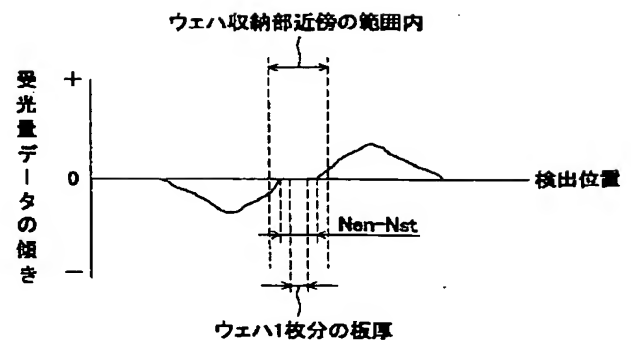 ウェハ収納部近傍の範囲内
受光量データの傾き
+
0
-
検出位置
Nen-Nst
ウェハ1枚分の板厚